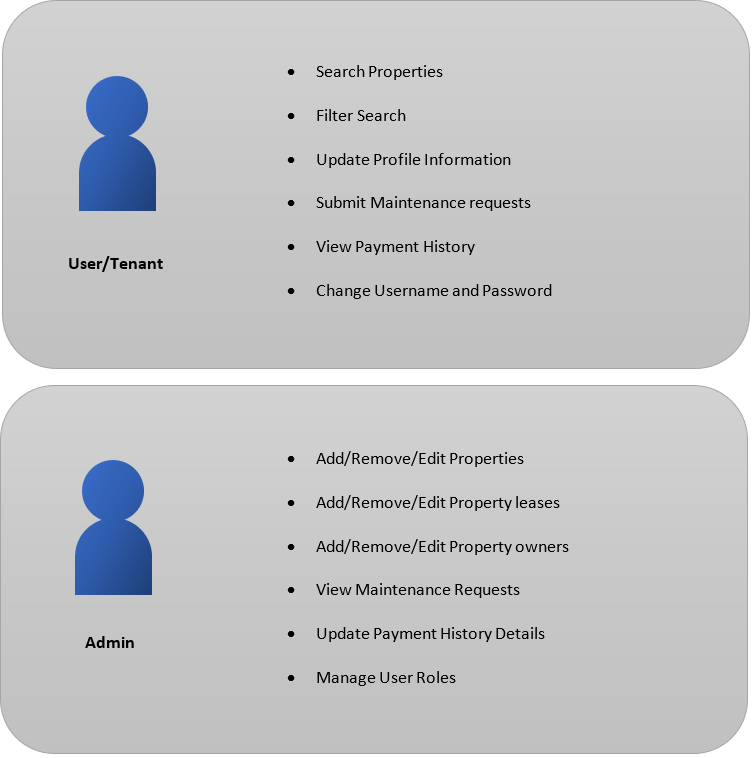 • Search Properties
• Filter Search
• Update Profile Information
• Submit Maintenance requests
• View Payment History
• Change Username and Password
User/Tenant
• Add/Remove/Edit Properties
• Add/Remove/Edit Property leases
• Add/Remove/Edit Property owners
• View Maintenance Requests
• Update Payment History Details
• Manage User Roles
Admin